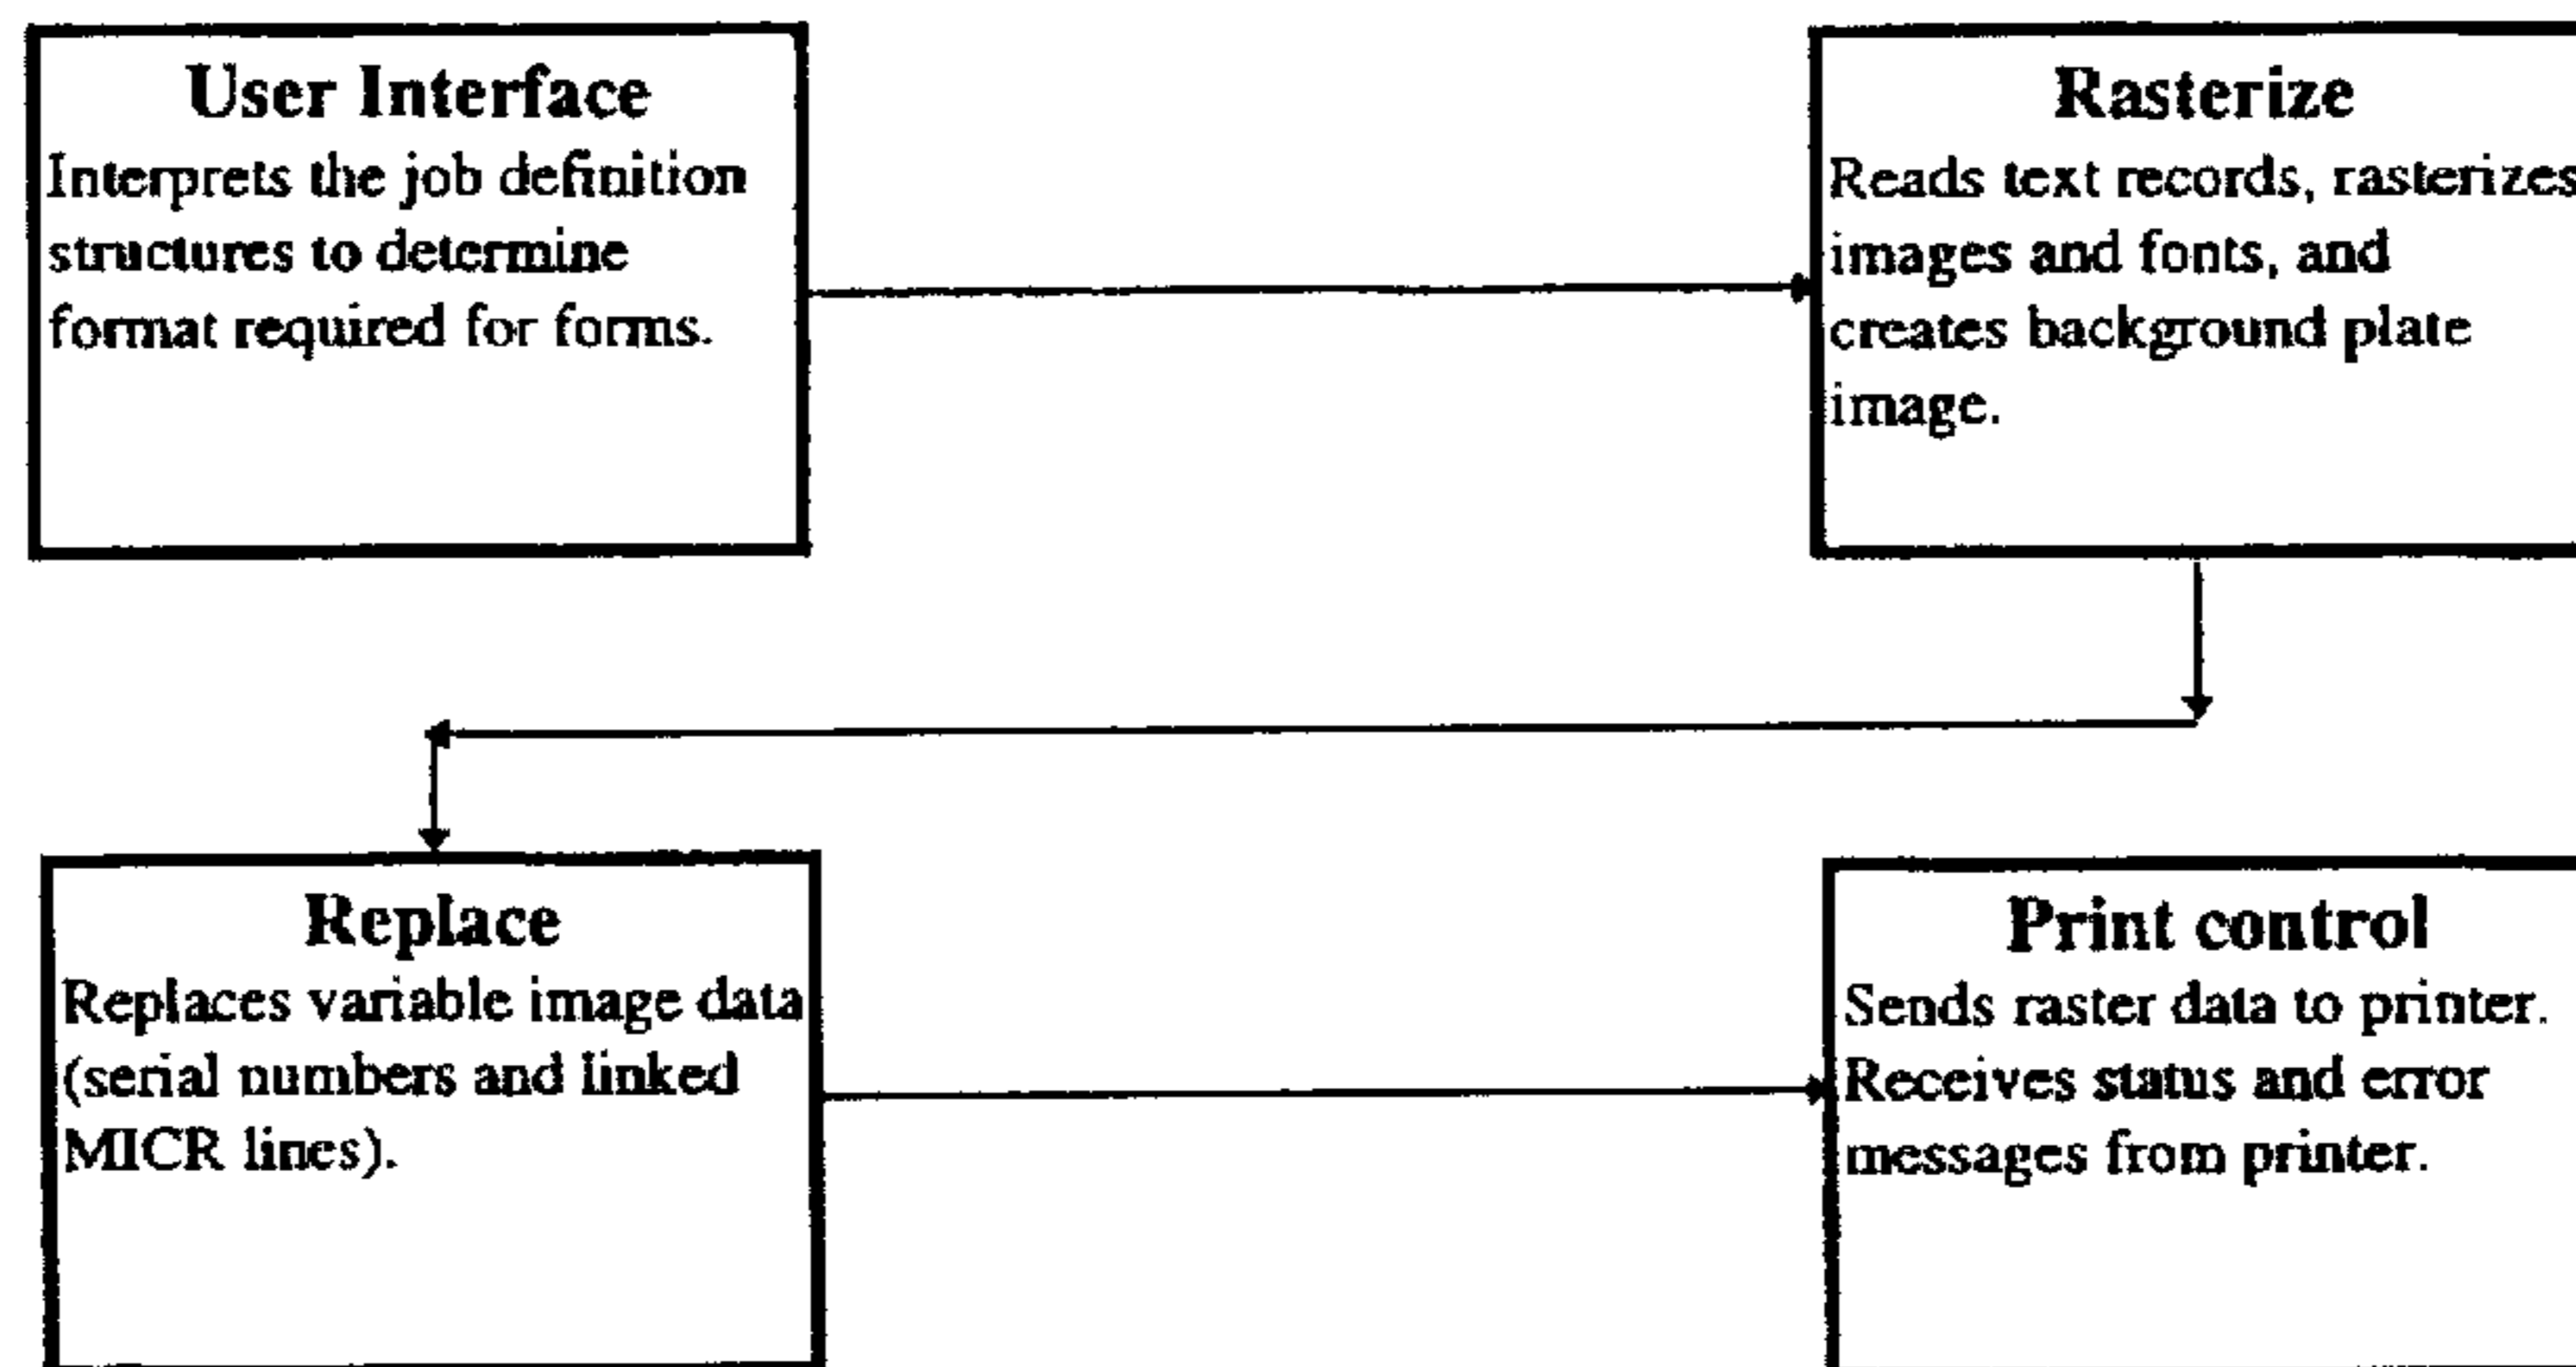 User Interface
Interprets the job definition
structures to determine
format required for forms.
Rasterize
Reads text records, rasterizes
images and fonts, and
creates background plate
image.
Replace
Replaces variable image data
(serial numbers and linked
MICR lines).
Print control
Sends raster data to printer.
Receives status and error
messages from printer.